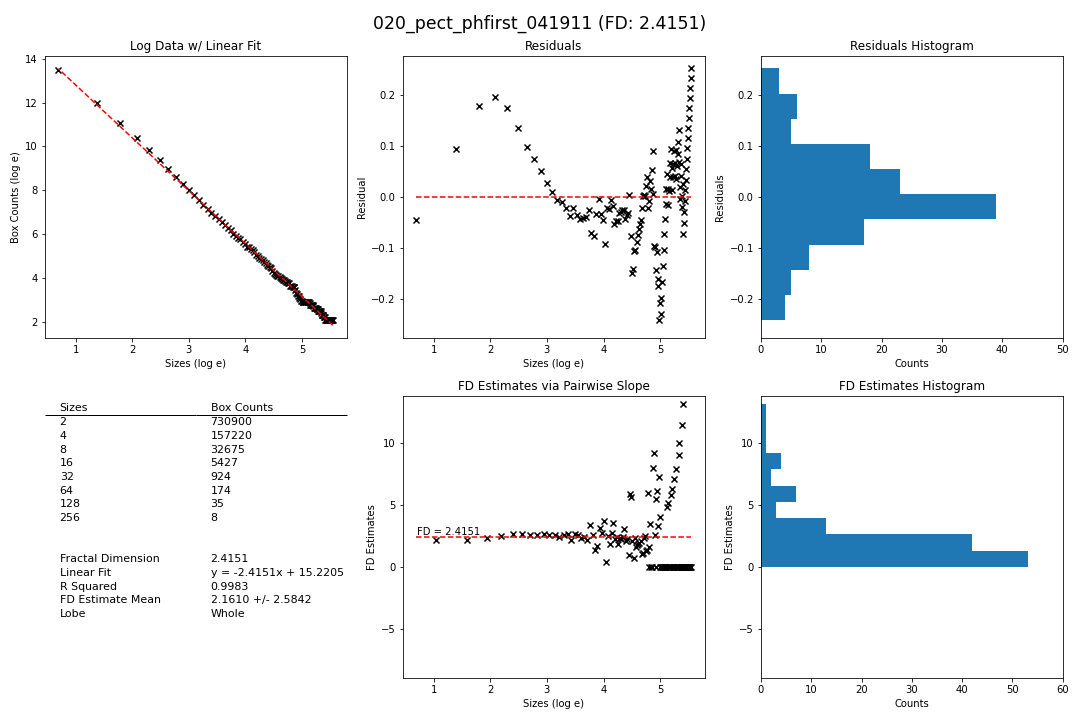 020_pect_phfirst_041911 (FD: 2.4151)
Log Data w/ Linear Fit
Box Counts (log e)
14
12
10
8
6
4
2
1 2 3 4 5
Sizes (log e)
Residuals
Residual
0.2
0.1
0.0
−0.1
−0.2
1 2 3 4 5
Sizes (log e)
Residuals Histogram
Residuals
0.2
0.1
0.0
−0.1
−0.2
0 10 20 30 40 50
Counts
Sizes Box Counts
2 730900
4 157220
8 32675
16 5427
32 924
64 174
128 35
256 8
Fractal Dimension 2.4151
Linear Fit y = -2.4151x + 15.2205
R Squared 0.9983
FD Estimate Mean 2.1610 +/- 2.5842
Lobe Whole
FD Estimates via Pairwise Slope
FD Estimates
10
5
0
−5
FD = 2.4151
1 2 3 4 5
Sizes (log e)
FD Estimates Histogram
FD Estimates
10
5
0
−5
0 10 20 30 40 50 60
Counts